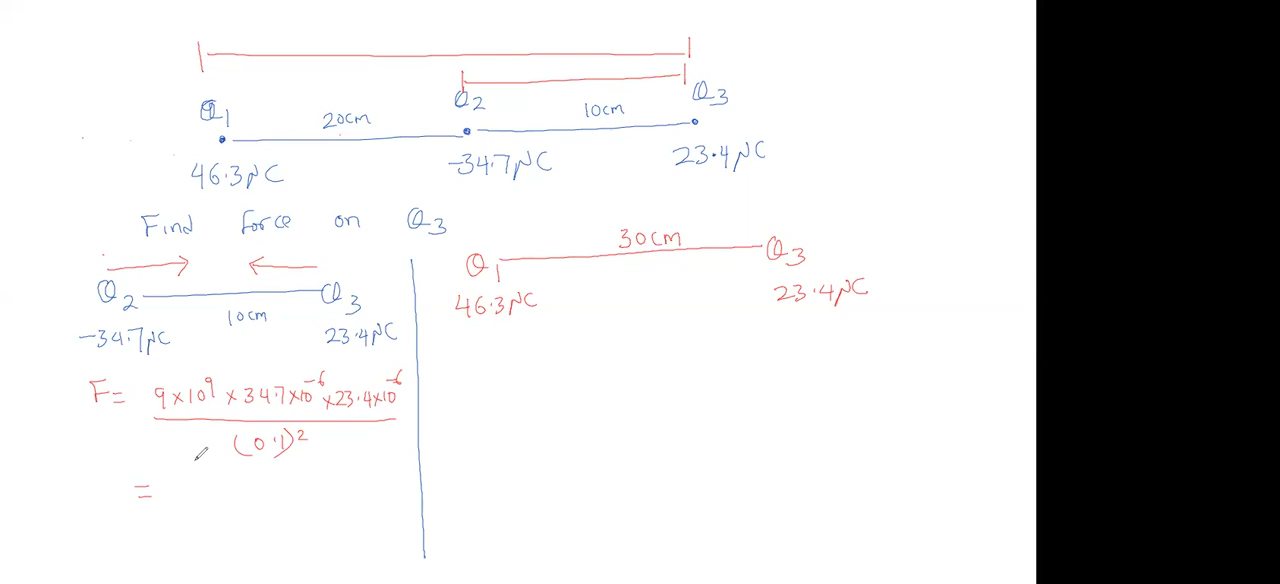 Q1 20cm Q2 10cm Q3
46.3μC -34.7μC 23.4μC
Find force on Q3
Q2 10cm Q3
-34.7μC 23.4μC
F = 9×10⁹ × 34.7×10⁻⁶ × 23.4×10⁻⁶
(0.1)²
=
Q1 30cm Q3
46.3μC 23.4μC